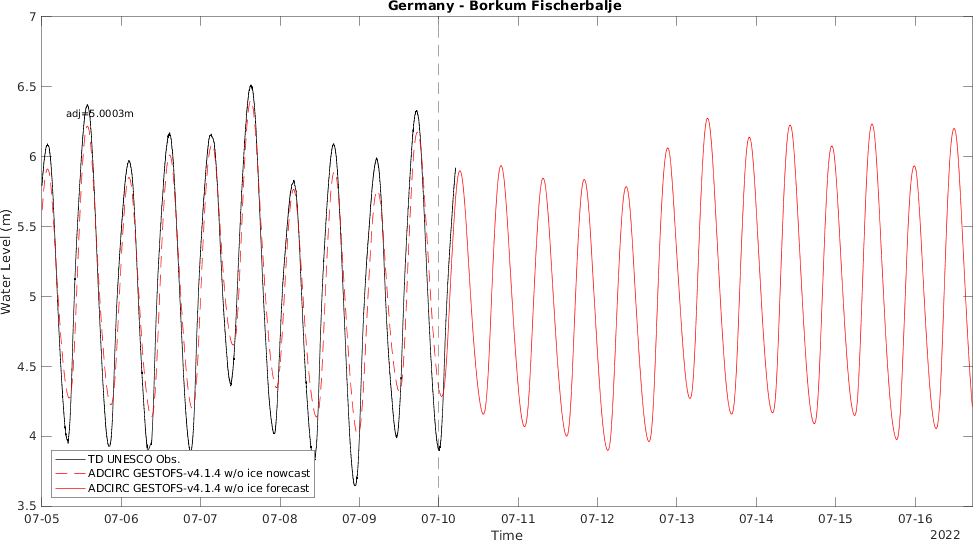 Germany - Borkum Fischerbalje
7
6.5
6
5.5
5
4.5
4
3.5
Water Level (m)
adj=5.0003m
TD UNESCO Obs.
ADCIRC GESTOFS-v4.1.4 w/o ice nowcast
ADCIRC GESTOFS-v4.1.4 w/o ice forecast
07-05 07-06 07-07 07-08 07-09 07-10 07-11 07-12 07-13 07-14 07-15 07-16
Time
2022